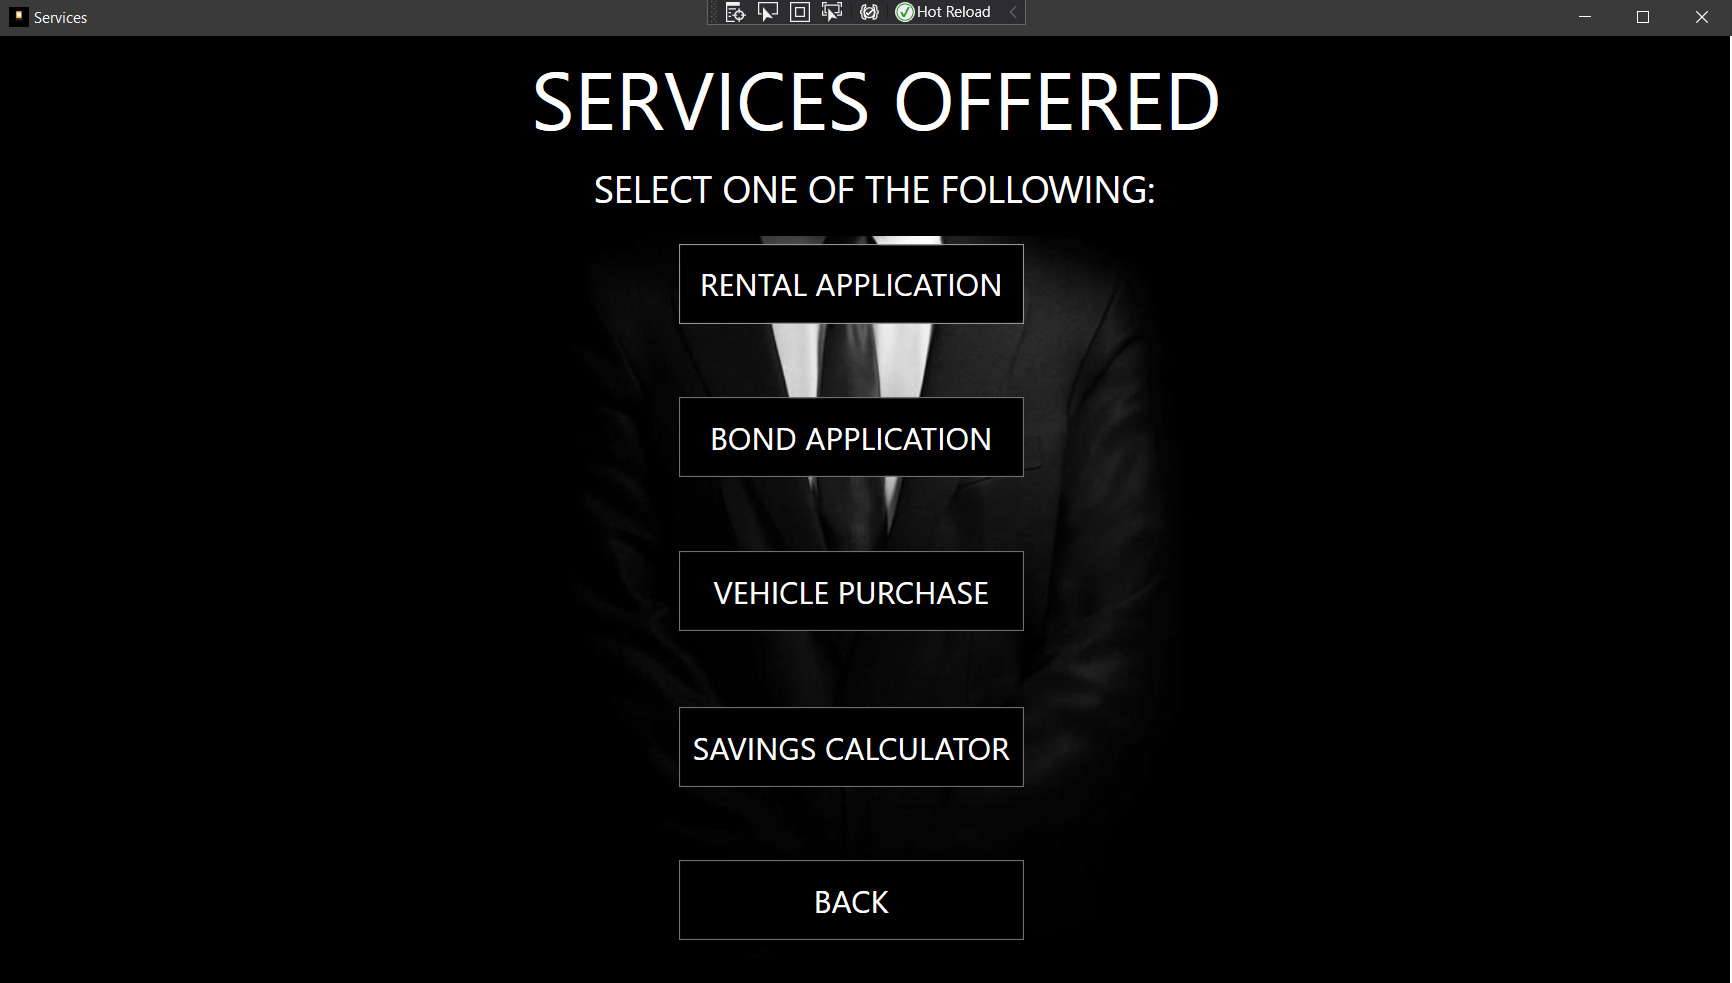 Services
Hot Reload
SERVICES OFFERED
SELECT ONE OF THE FOLLOWING:
RENTAL APPLICATION
BOND APPLICATION
VEHICLE PURCHASE
SAVINGS CALCULATOR
BACK